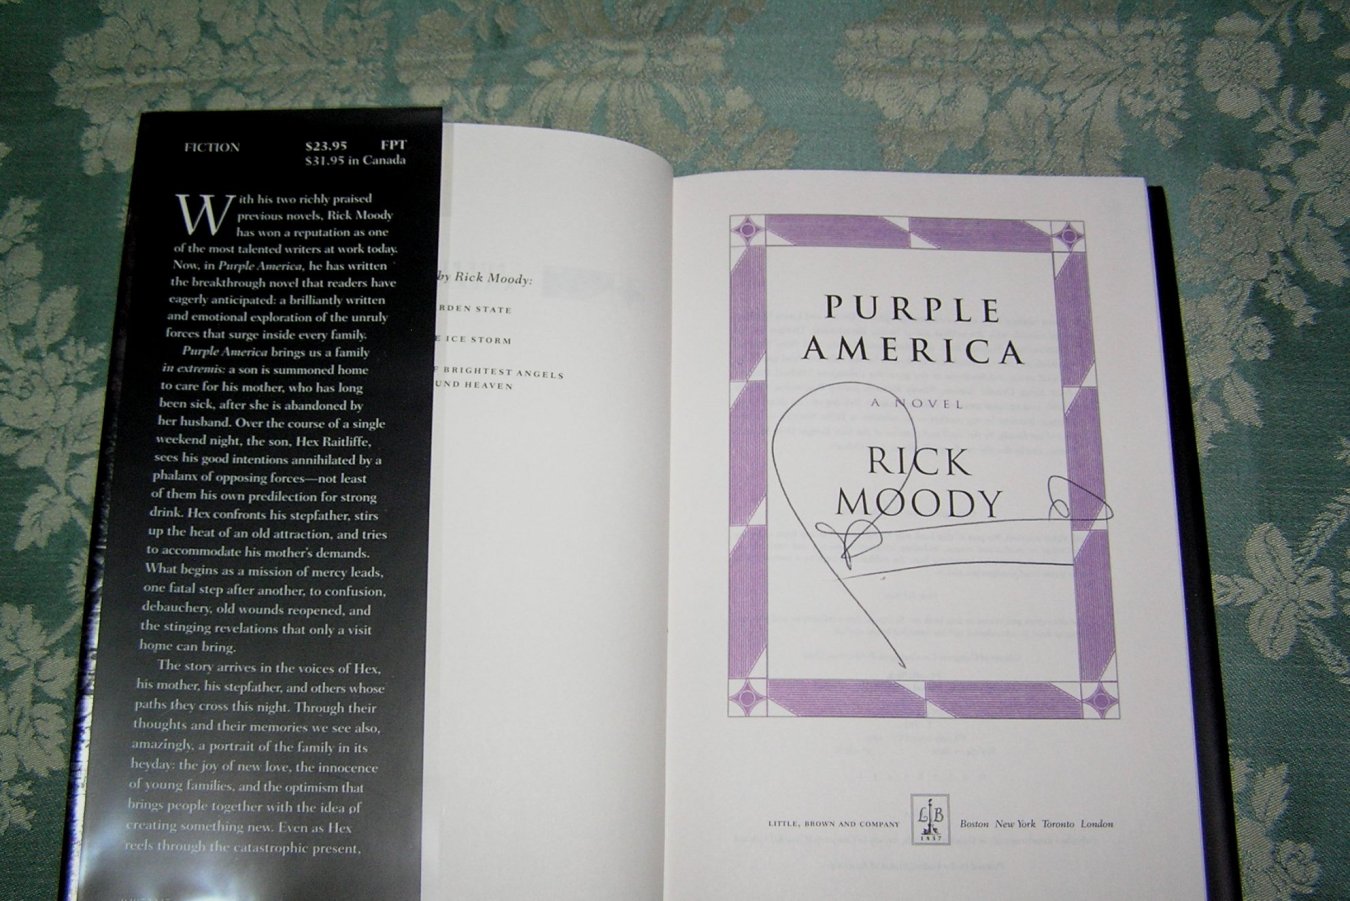 FICTION $23.95 FPT
$31.95 in Canada
With his two richly praised
previous novels, Rick Moody
has won a reputation as one
of the most talented writers at work today.
Now, in Purple America, he has written
the breakthrough novel that readers have
eagerly anticipated: a brilliantly written
and emotional exploration of the unruly
forces that surge inside every family.
Purple America brings us a family
in extremis: a son is summoned home
to care for his mother, who has long
been sick, after she is abandoned by
her husband. Over the course of a single
weekend night, the son, Hex Raitliffe,
sees his good intentions annihilated by a
phalanx of opposing forces—not least
of them his own predilection for strong
drink. Hex confronts his stepfather, stirs
up the heat of an old attraction, and tries
to accommodate his mother's demands.
What begins as a mission of mercy leads,
one fatal step after another, to confusion,
debauchery, old wounds reopened, and
the stinging revelations that only a visit
home can bring.
The story arrives in the voices of Hex,
his mother, his stepfather, and others whose
paths they cross this night. Through their
thoughts and their memories we see also,
amazingly, a portrait of the family in its
heyday: the joy of new love, the innocence
of young families, and the optimism that
brings people together with the idea of
creating something new. Even as Hex
reels through the catastrophic present,
by Rick Moody:
RDEN STATE
E ICE STORM
F BRIGHTEST ANGELS
UND HEAVEN
PURPLE
AMERICA
A NOVEL
RICK
MOODY
LITTLE, BROWN AND COMPANY LB Boston New York Toronto London
1837